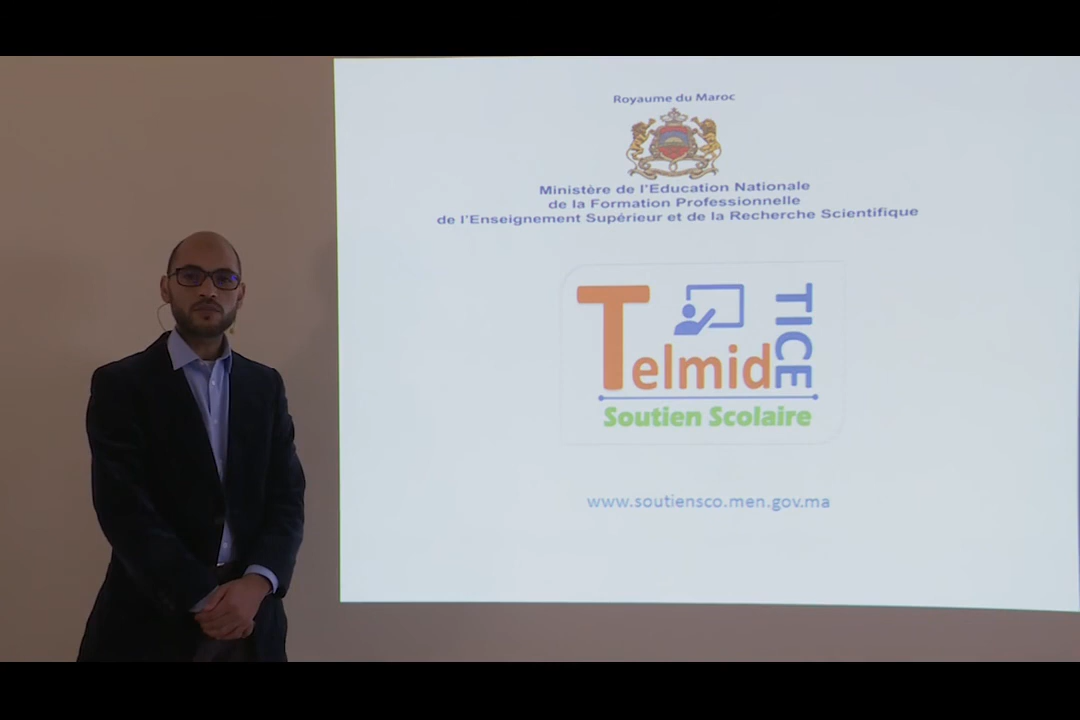 Royaume du Maroc
Ministère de l'Education Nationale
de la Formation Professionnelle
de l'Enseignement Supérieur et de la Recherche Scientifique
Telmid TICE
Soutien Scolaire
www.soutiensco.men.gov.ma